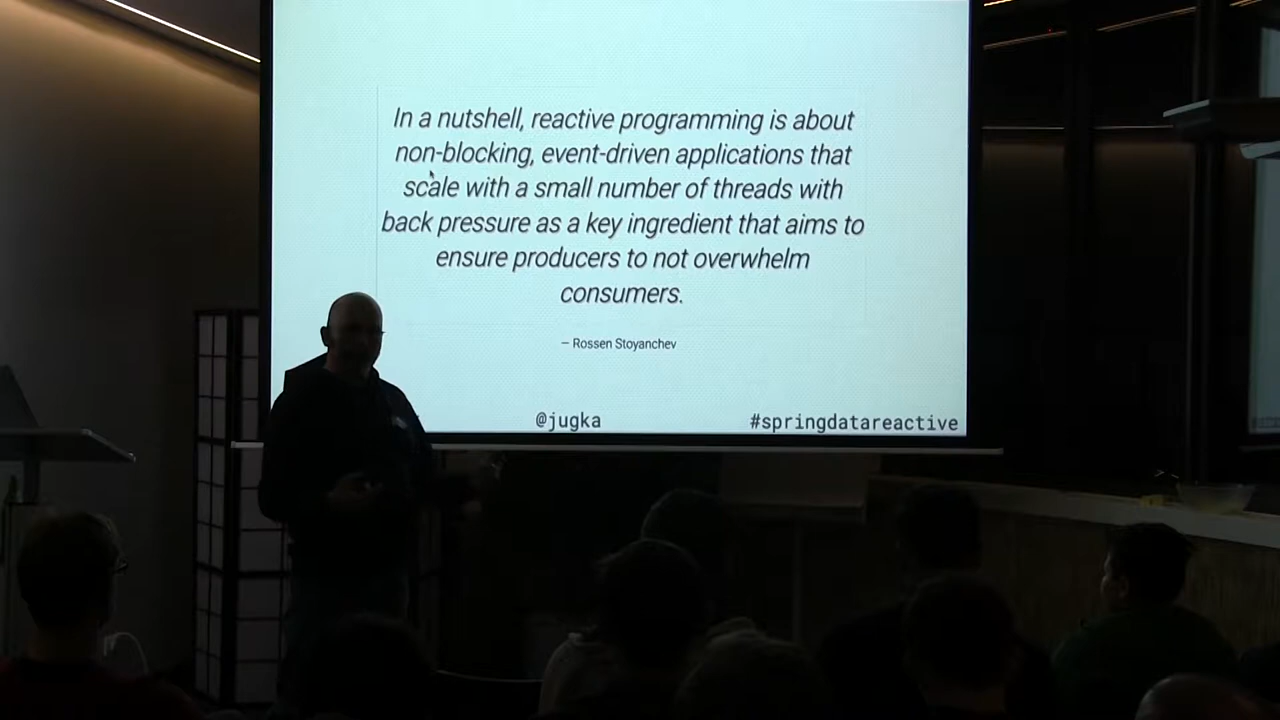 In a nutshell, reactive programming is about
non-blocking, event-driven applications that
scale with a small number of threads with
back pressure as a key ingredient that aims to
ensure producers to not overwhelm
consumers.
– Rossen Stoyanchev
@jugka
#springdatareactive